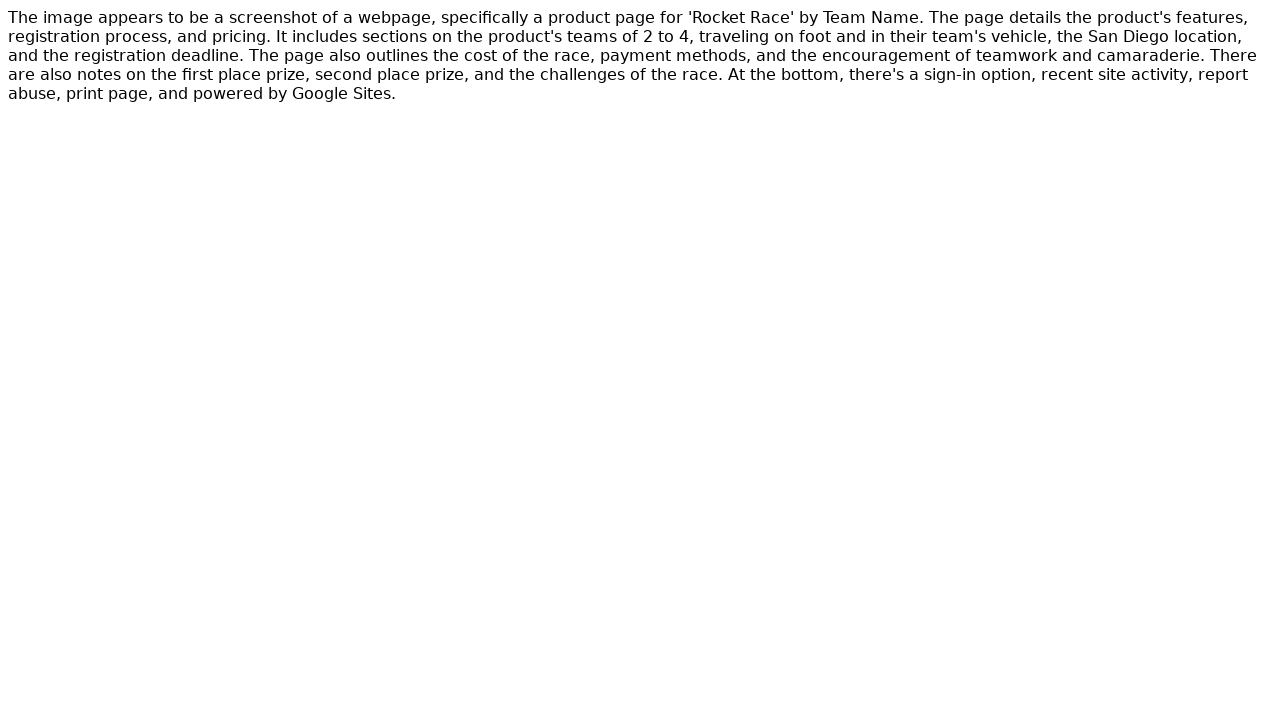 The image appears to be a screenshot of a webpage, specifically a product page for 'Rocket Race' by Team Name. The page details the product's features,
registration process, and pricing. It includes sections on the product's teams of 2 to 4, traveling on foot and in their team's vehicle, the San Diego location,
and the registration deadline. The page also outlines the cost of the race, payment methods, and the encouragement of teamwork and camaraderie. There
are also notes on the first place prize, second place prize, and the challenges of the race. At the bottom, there's a sign-in option, recent site activity, report
abuse, print page, and powered by Google Sites.